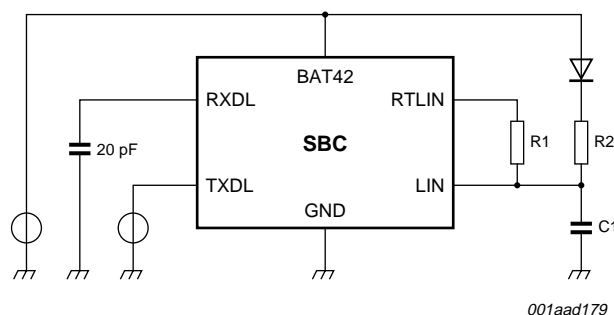 BAT42
RXDL
RTLIN
20 pF
SBC
R1
R2
TXDL
LIN
GND
C1
001aad179